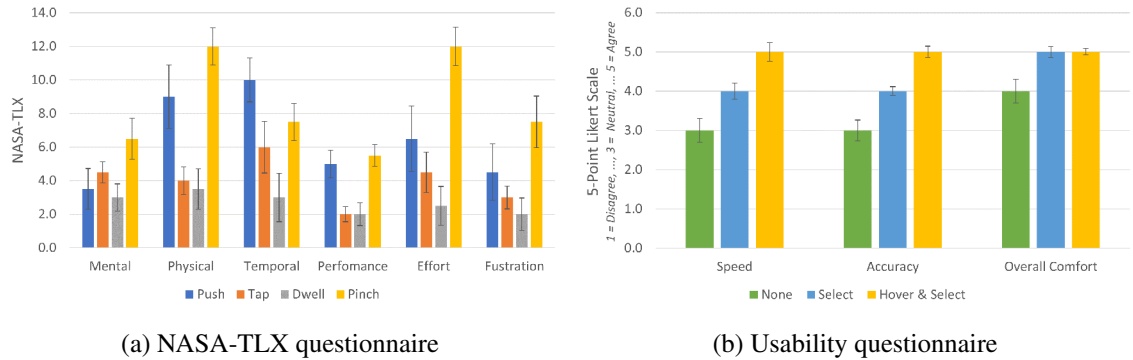 14.0
12.0
10.0
8.0
6.0
4.0
2.0
0.0
NASA-TLX
Mental Physical Temporal Perfomance Effort Fustration
Push Tap Dwell Pinch
(a) NASA-TLX questionnaire
6.0
5.0
4.0
3.0
2.0
1.0
0.0
5-Point Likert Scale
1 = Disagree, ..., 3 = Neutral, ... 5 = Agree
Speed Accuracy Overall Comfort
None Select Hover & Select
(b) Usability questionnaire